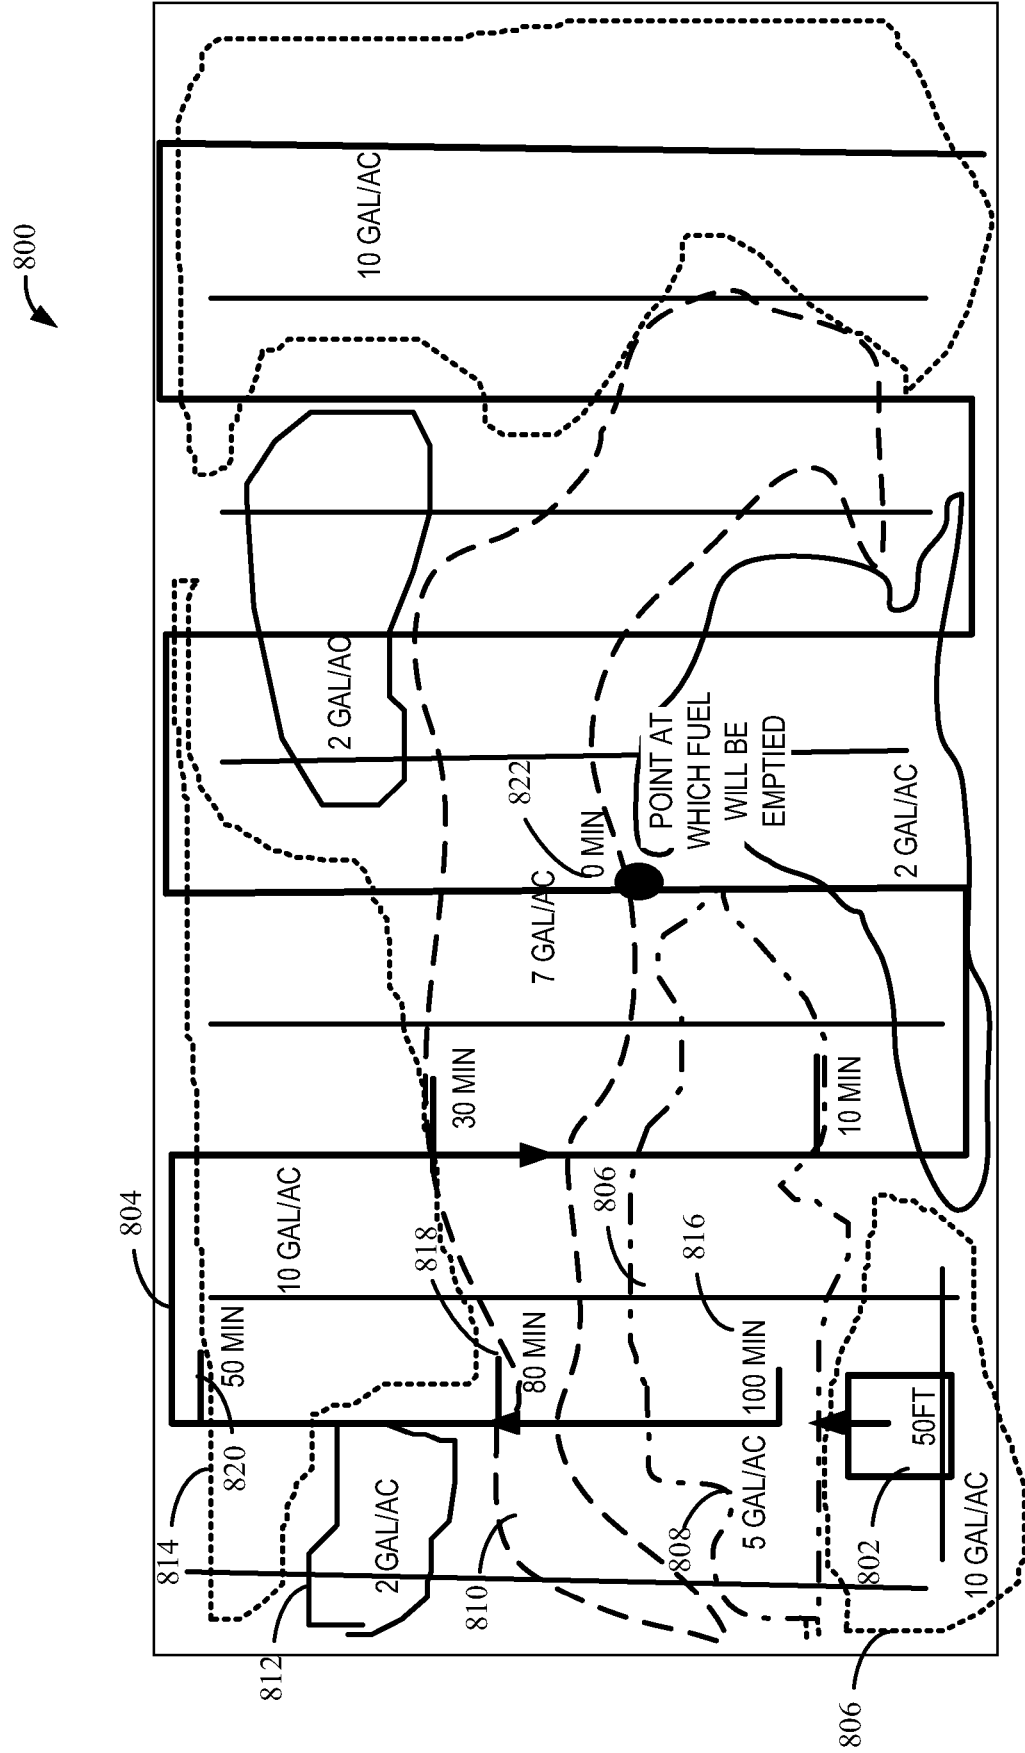 800
10 GAL/AC
804
2 GAL/AC
822
0 MIN
POINT AT
WHICH FUEL
WILL BE
EMPTIED
7 GAL/AC
2 GAL/AC
30 MIN
10 MIN
10 GAL/AC
818
806
816
50 MIN
80 MIN
100 MIN
814
820
2 GAL/AC
5 GAL/AC
50FT
812
810
808
802
10 GAL/AC
806